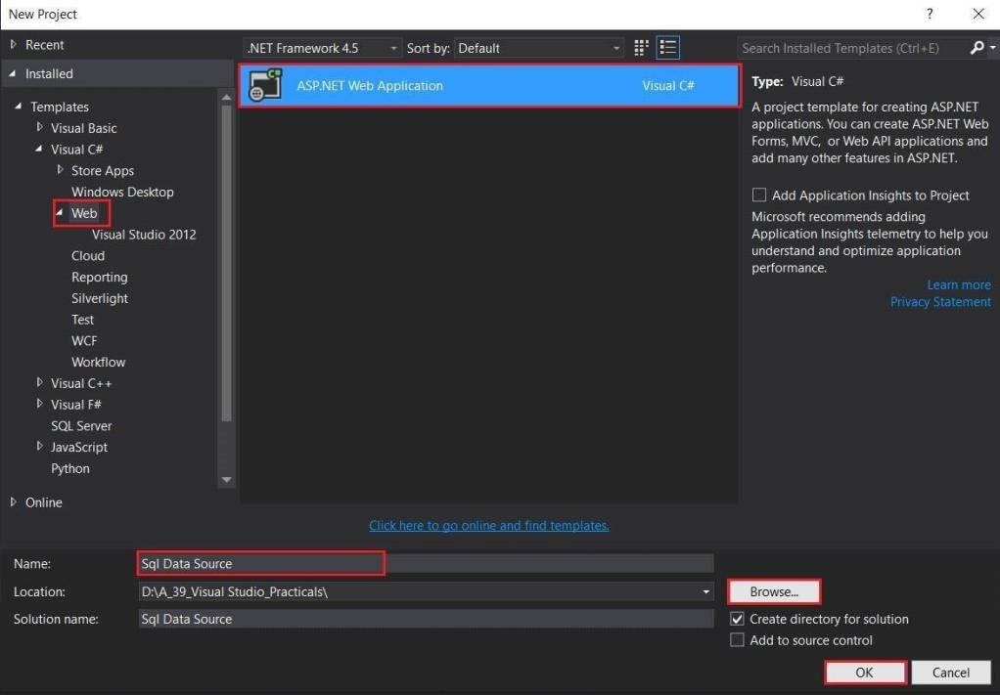 New Project
?
Recent
.NET Framework 4.5
Sort by: Default
Search Installed Templates (Ctrl+E)
Installed
Templates
Visual Basic
Visual C#
Store Apps
Windows Desktop
Web
Visual Studio 2012
Cloud
Reporting
Silverlight
Test
WCF
Workflow
Visual C++
Visual F#
SQL Server
JavaScript
Python
Online
C#
ASP.NET Web Application
Visual C#
Type: Visual C#
A project template for creating ASP.NET
applications. You can create ASP.NET Web
Forms, MVC, or Web API applications and
add many other features in ASP.NET.
Add Application Insights to Project
Microsoft recommends adding
Application Insights telemetry to help you
understand and optimize application
performance.
Learn more
Privacy Statement
Click here to go online and find templates.
Name: Sql Data Source
Location: D:\A_39_Visual Studio_Practicals\
Browse...
Solution name: Sql Data Source
Create directory for solution
Add to source control
OK
Cancel